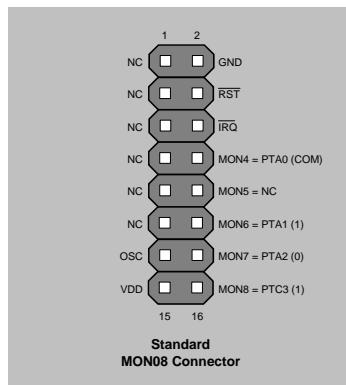 1 2
NC GND
NC RST
NC IRQ
NC MON4 = PTA0 (COM)
NC MON5 = NC
NC MON6 = PTA1 (1)
OSC MON7 = PTA2 (0)
VDD MON8 = PTC3 (1)
15 16
Standard
MON08 Connector